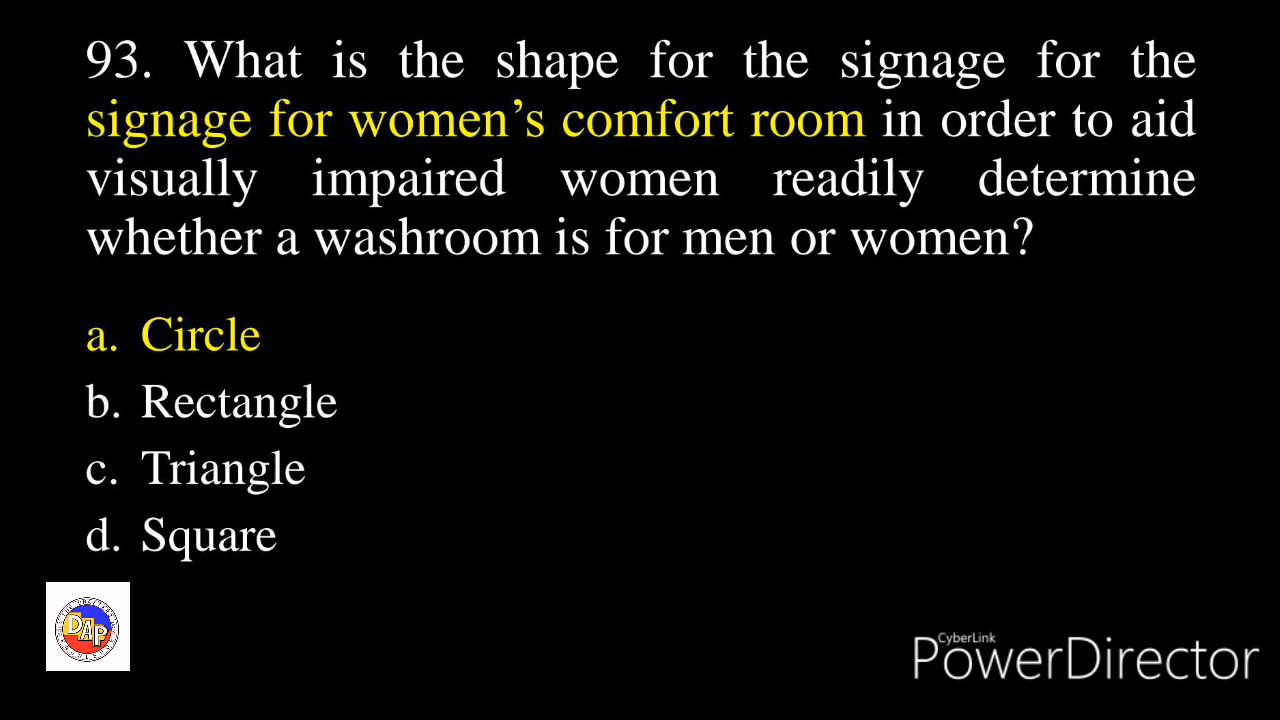 93. What is the shape for the signage for the
signage for women's comfort room in order to aid
visually impaired women readily determine
whether a washroom is for men or women?
a. Circle
b. Rectangle
c. Triangle
d. Square
DAP
CyberLink
PowerDirector